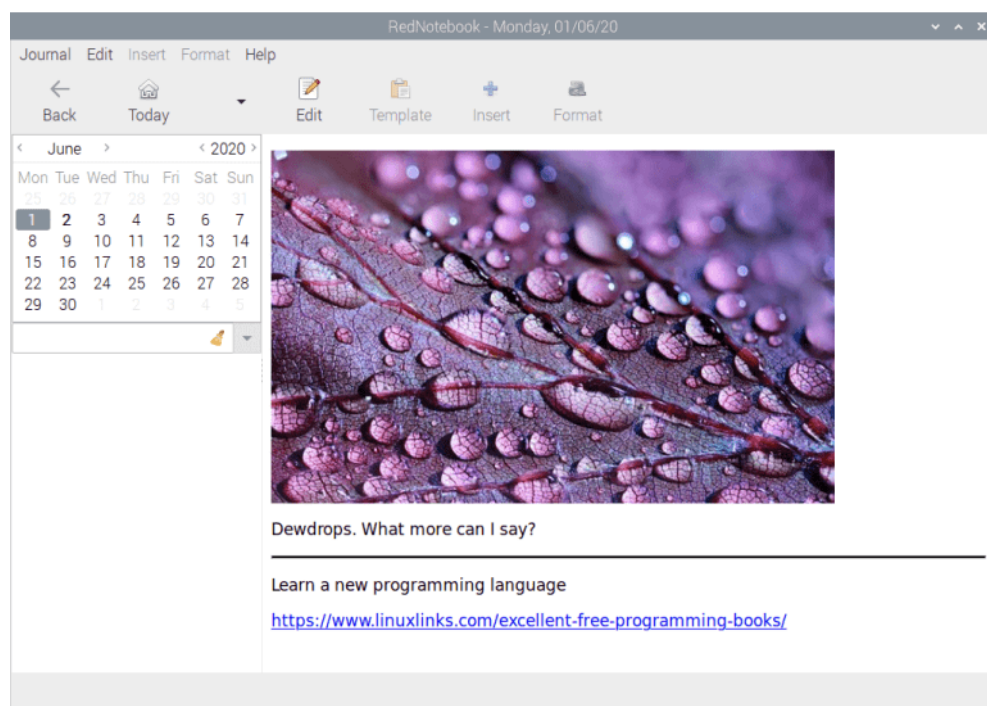 RedNotebook - Monday, 01/06/20
Journal Edit Insert Format Help
Back Today Edit Template Insert Format
June 2020
Mon Tue Wed Thu Fri Sat Sun
25 26 27 28 29 30 31
1 2 3 4 5 6 7
8 9 10 11 12 13 14
15 16 17 18 19 20 21
22 23 24 25 26 27 28
29 30 1 2 3 4 5
Dewdrops. What more can I say?
Learn a new programming language
https://www.linuxlinks.com/excellent-free-programming-books/